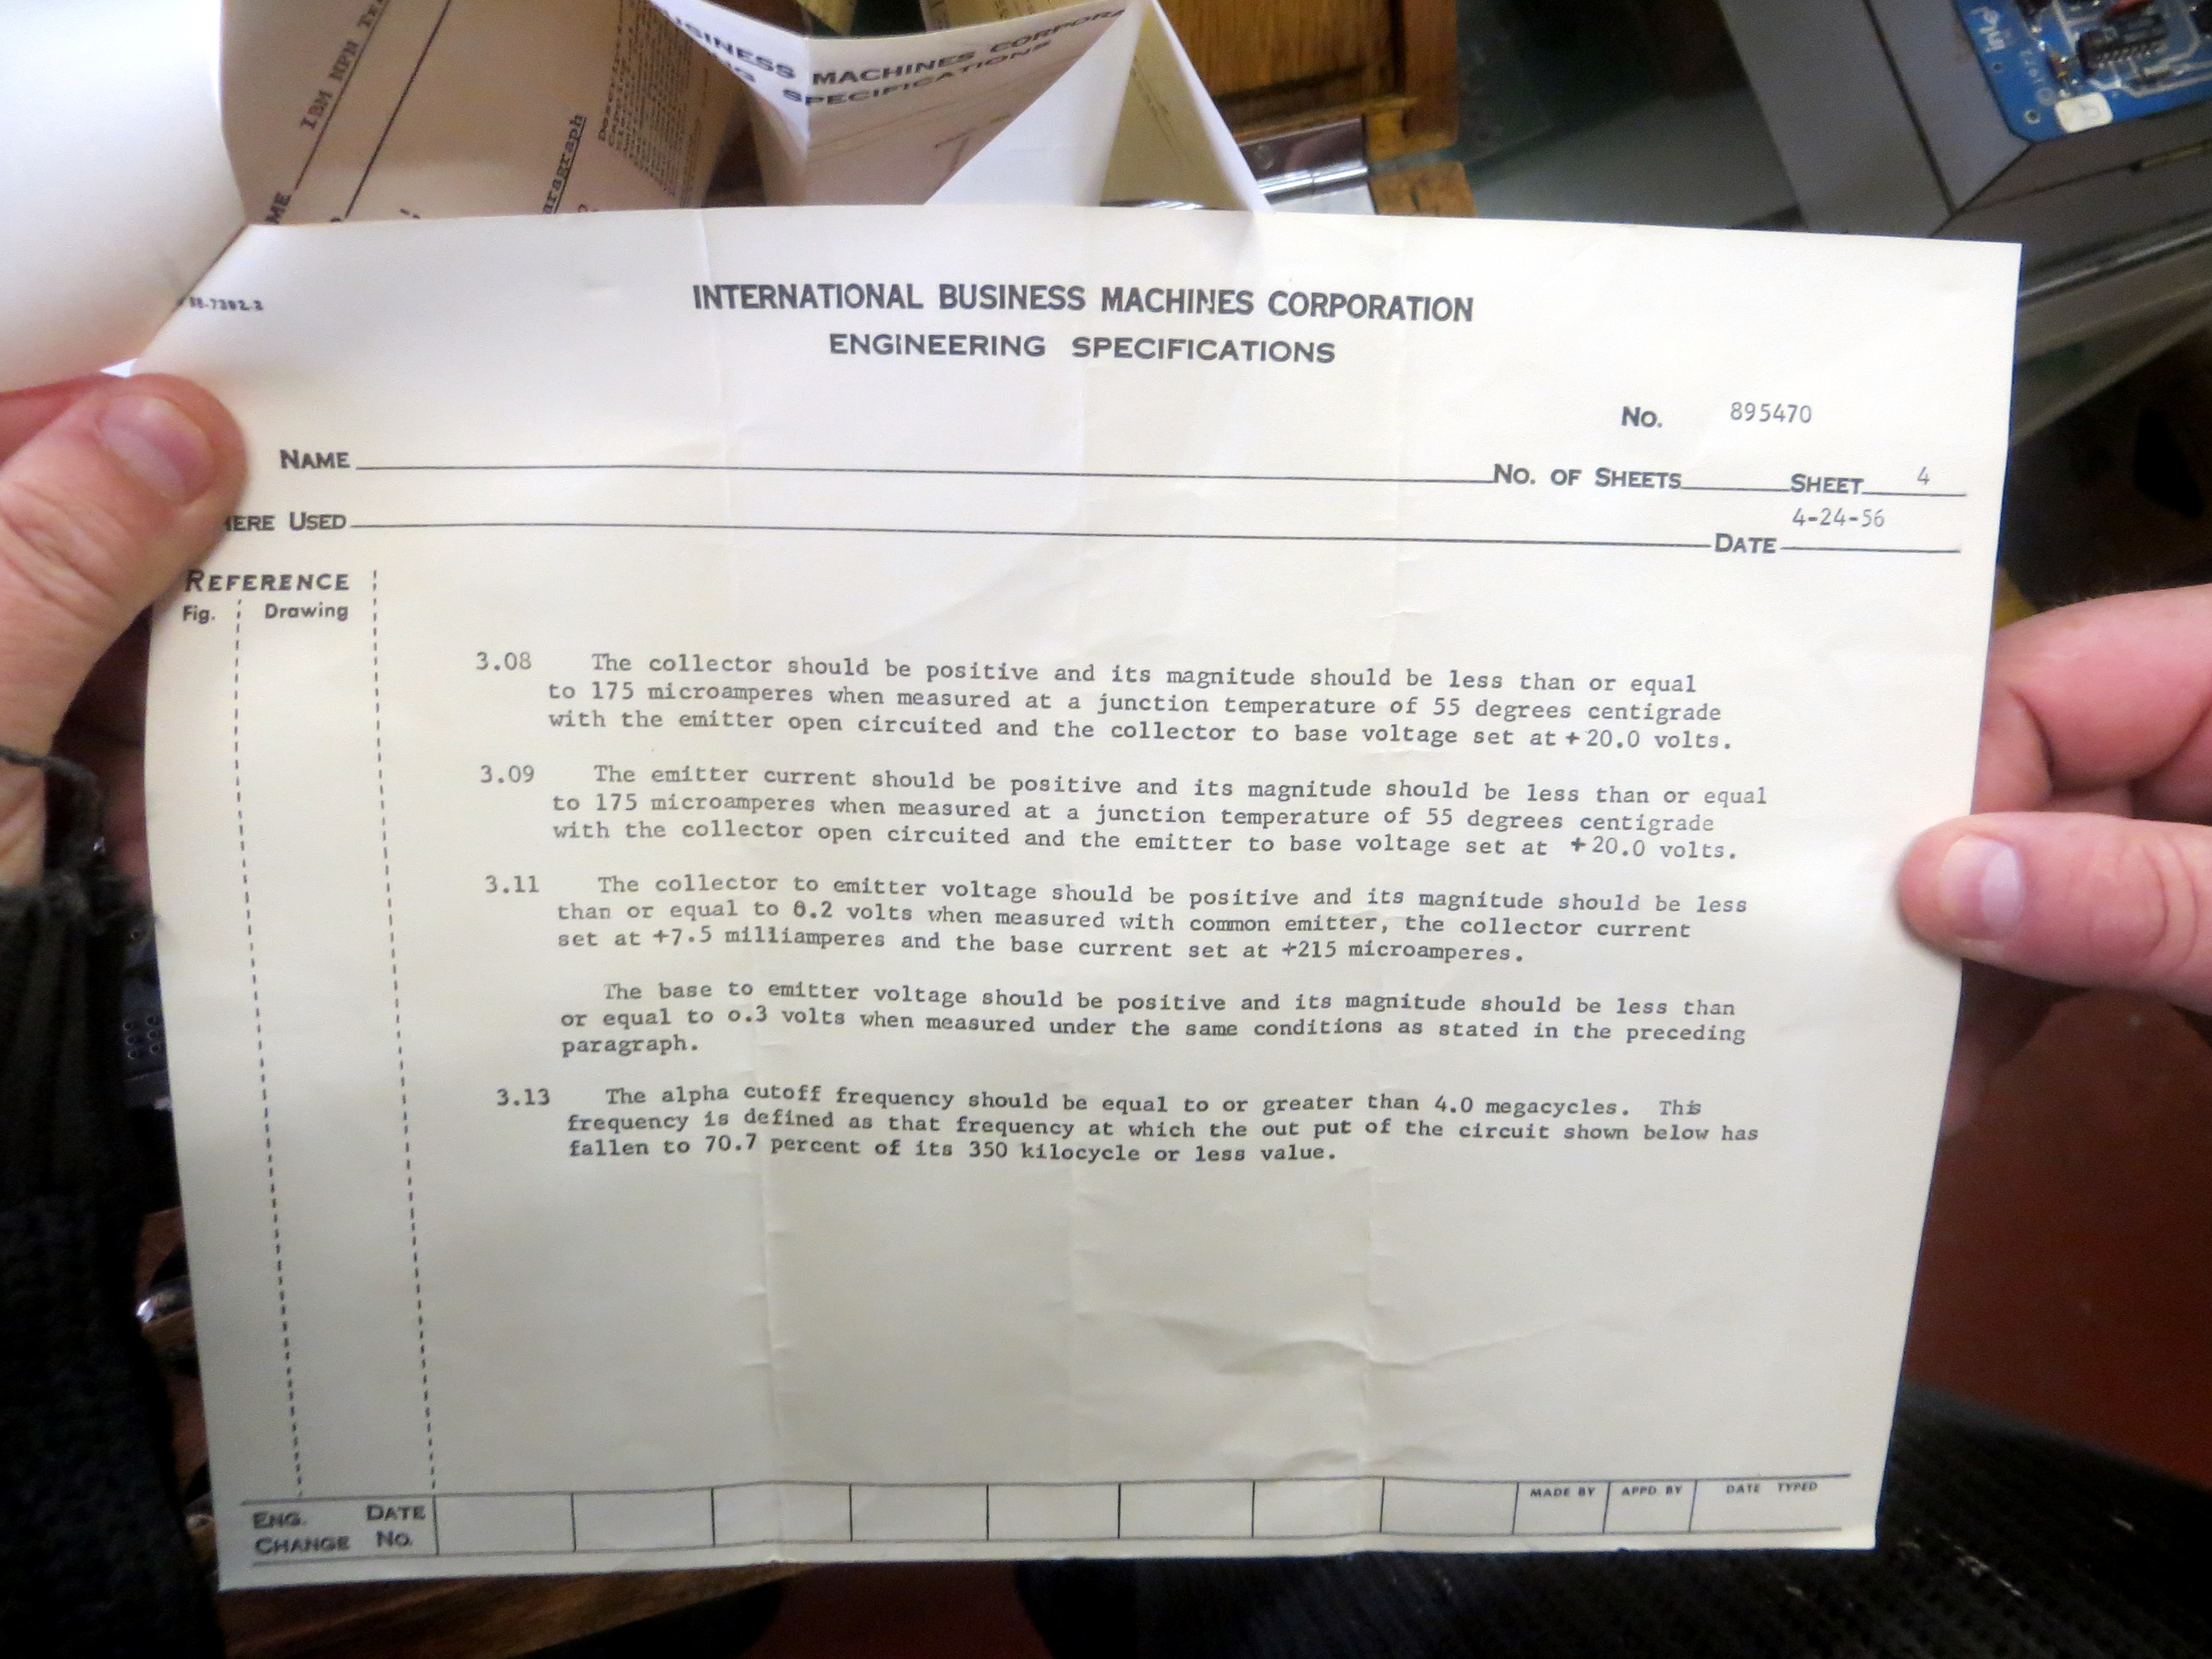 IBM NPN
BUSINESS MACHINES CORPORA
SPECIFICATIONS
aragraph
intel
INTERNATIONAL BUSINESS MACHINES CORPORATION
ENGINEERING SPECIFICATIONS
No. 895470
NAME NO. OF SHEETS SHEET 4
HERE USED 4-24-56
DATE
REFERENCE
Fig. Drawing
3.08 The collector should be positive and its magnitude should be less than or equal
to 175 microamperes when measured at a junction temperature of 55 degrees centigrade
with the emitter open circuited and the collector to base voltage set at +20.0 volts.
3.09 The emitter current should be positive and its magnitude should be less than or equal
to 175 microamperes when measured at a junction temperature of 55 degrees centigrade
with the collector open circuited and the emitter to base voltage set at +20.0 volts.
3.11 The collector to emitter voltage should be positive and its magnitude should be less
than or equal to 0.2 volts when measured with common emitter, the collector current
set at +7.5 milliamperes and the base current set at +215 microamperes.
The base to emitter voltage should be positive and its magnitude should be less than
or equal to o.3 volts when measured under the same conditions as stated in the preceding
paragraph.
3.13 The alpha cutoff frequency should be equal to or greater than 4.0 megacycles. This
frequency is defined as that frequency at which the out put of the circuit shown below has
fallen to 70.7 percent of its 350 kilocycle or less value.
ENG. DATE MADE BY APPD. BY DATE TYPED
CHANGE NO.